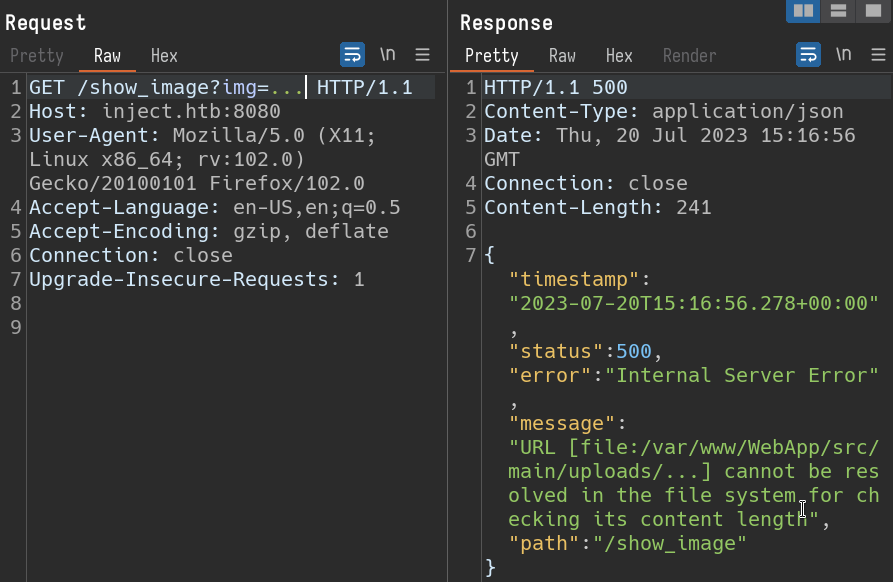 Request
Pretty Raw Hex \n
1 GET /show_image?img=... HTTP/1.1
2 Host: inject.htb:8080
3 User-Agent: Mozilla/5.0 (X11;
Linux x86_64; rv:102.0)
Gecko/20100101 Firefox/102.0
4 Accept-Language: en-US,en;q=0.5
5 Accept-Encoding: gzip, deflate
6 Connection: close
7 Upgrade-Insecure-Requests: 1
8
9
Response
Pretty Raw Hex Render \n
1 HTTP/1.1 500
2 Content-Type: application/json
3 Date: Thu, 20 Jul 2023 15:16:56
GMT
4 Connection: close
5 Content-Length: 241
6
7 {
"timestamp":
"2023-07-20T15:16:56.278+00:00"
,
"status":500,
"error":"Internal Server Error"
,
"message":
"URL [file:/var/www/WebApp/src/
main/uploads/...] cannot be res
olved in the file system for ch
ecking its content length",
"path":"/show_image"
}